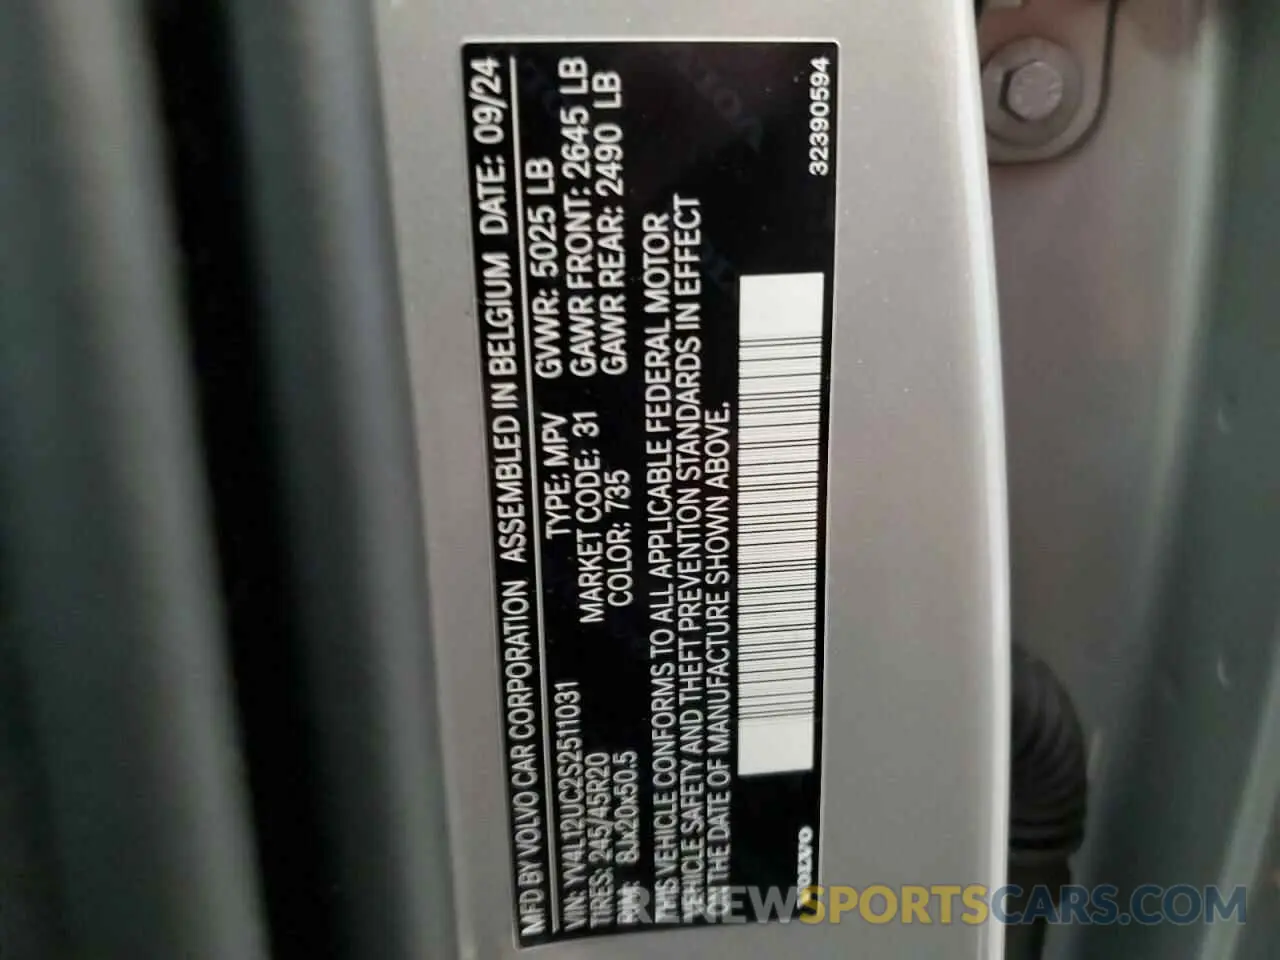 MFD BY VOLVO CAR CORPORATION ASSEMBLED IN BELGIUM DATE: 09/24
VIN: YV4L12UC2S2511031 TYPE: MPV GVWR: 5025 LB
TIRES: 245/45R20 MARKET CODE: 31 GAWR FRONT: 2645 LB
8Jx20x50.5 COLOR: 735 GAWR REAR: 2490 LB
THIS VEHICLE CONFORMS TO ALL APPLICABLE FEDERAL MOTOR
VEHICLE SAFETY AND THEFT PREVENTION STANDARDS IN EFFECT
ON THE DATE OF MANUFACTURE SHOWN ABOVE.
VOLVO 32390594
REVIEWSPORTSCARS.COM